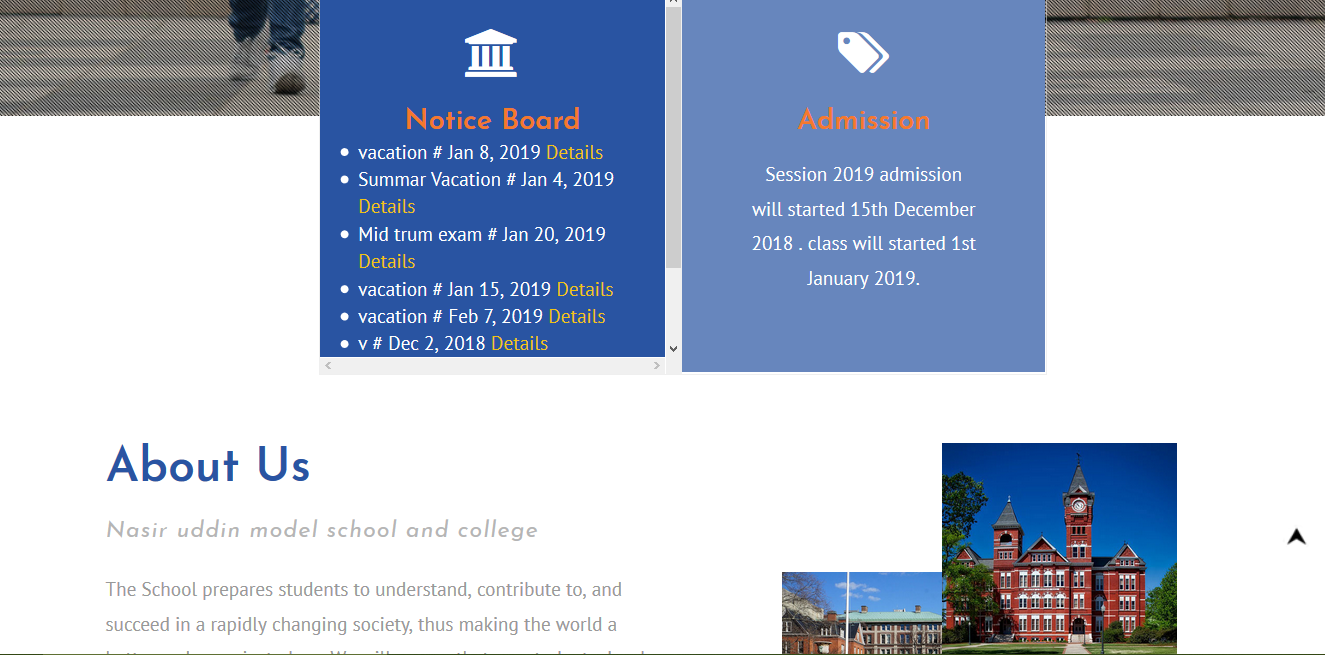 Notice Board
vacation # Jan 8, 2019 Details
Summar Vacation # Jan 4, 2019
Details
Mid trum exam # Jan 20, 2019
Details
vacation # Jan 15, 2019 Details
vacation # Feb 7, 2019 Details
v # Dec 2, 2018 Details
Admission
Session 2019 admission
will started 15th December
2018 . class will started 1st
January 2019.
About Us
Nasir uddin model school and college
The School prepares students to understand, contribute to, and
succeed in a rapidly changing society, thus making the world a